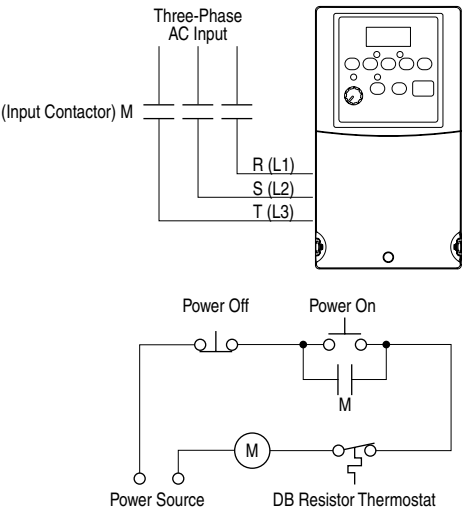 Three-Phase
AC Input
(Input Contactor) M
R (L1)
S (L2)
T (L3)
Power Off
Power On
M
M
Power Source
DB Resistor Thermostat